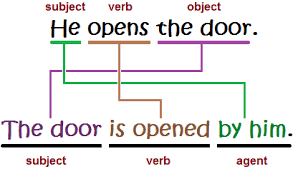 subject verb object
He opens the door.
The door is opened by him.
subject verb agent